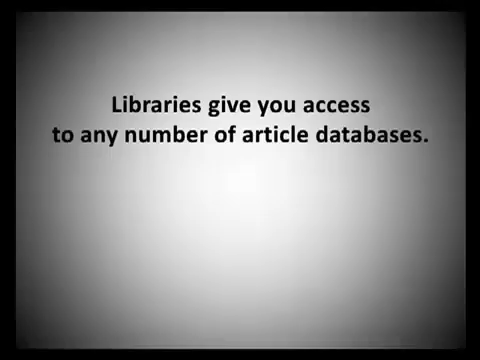 Libraries give you access
to any number of article databases.